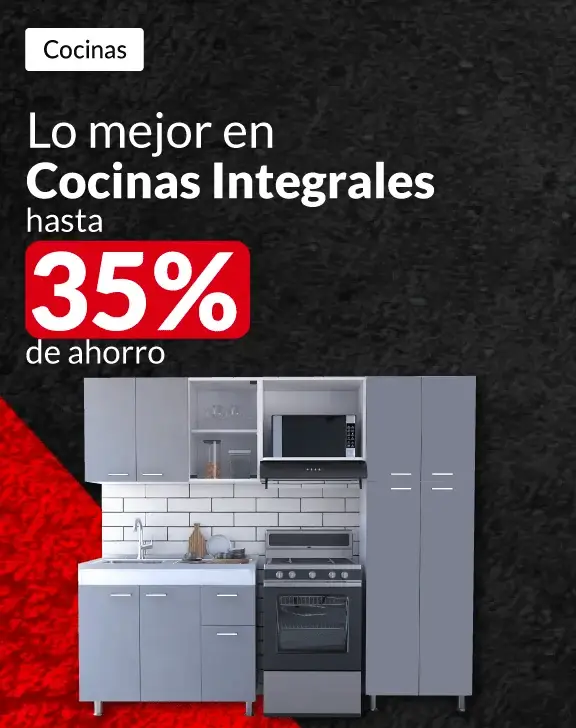 Cocinas
Lo mejor en
Cocinas Integrales
hasta
35%
de ahorro